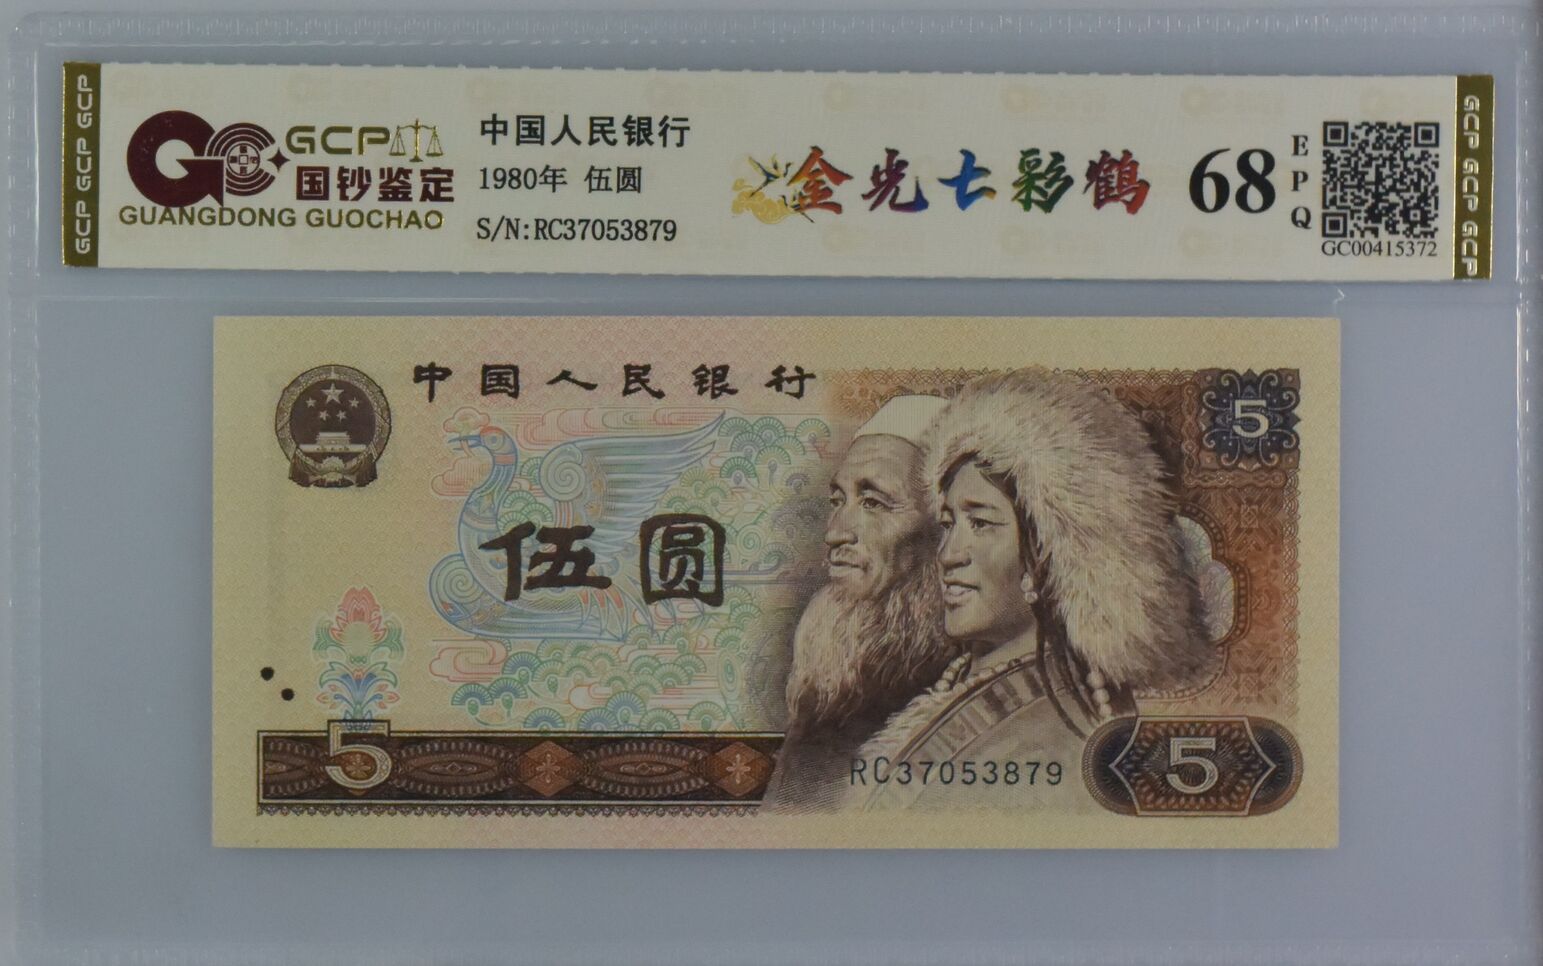 GCP GCP GCP
GCP
国钞鉴定
GUANGDONG GUOCHAO
中国人民银行
1980年 伍圆
S/N:RC37053879
金光七彩鹤
68
EPQ
GC00415372
GCP GCP GCP
中国人民银行
5
伍圆
5
RC37053879
5